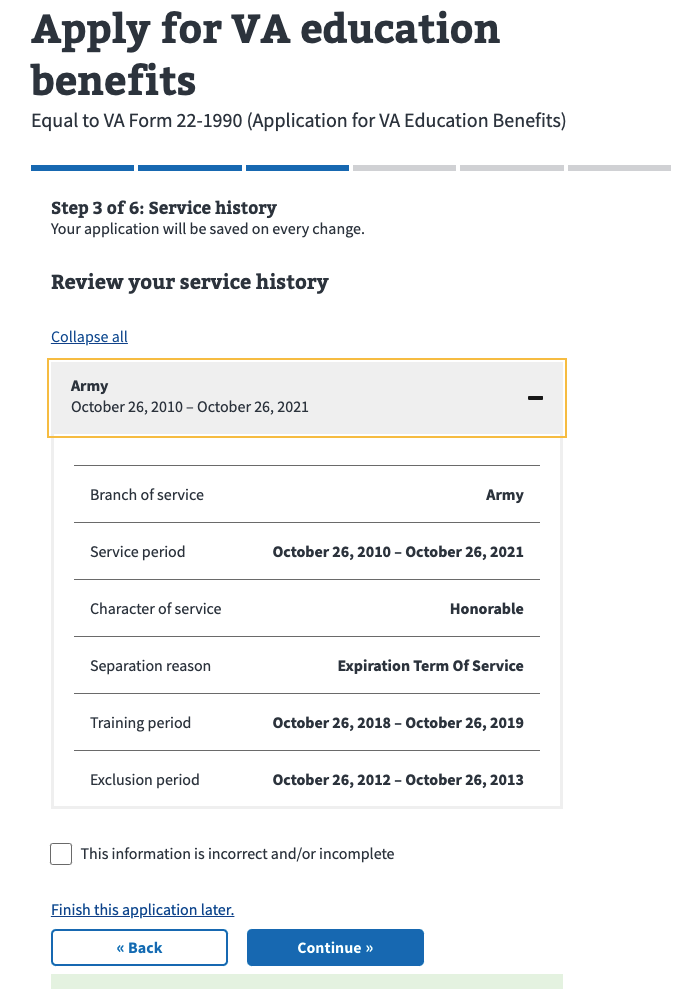 Apply for VA education
benefits
Equal to VA Form 22-1990 (Application for VA Education Benefits)
Step 3 of 6: Service history
Your application will be saved on every change.
Review your service history
Collapse all
Army
October 26, 2010 – October 26, 2021
Branch of service Army
Service period October 26, 2010 – October 26, 2021
Character of service Honorable
Separation reason Expiration Term Of Service
Training period October 26, 2018 – October 26, 2019
Exclusion period October 26, 2012 – October 26, 2013
This information is incorrect and/or incomplete
Finish this application later.
« Back Continue »